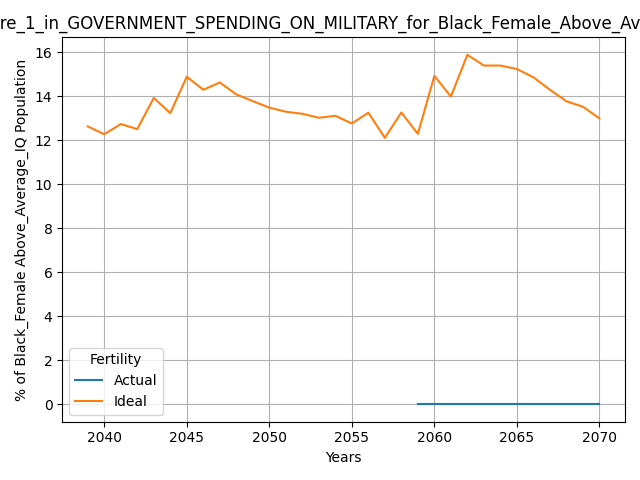 re_1_in_GOVERNMENT_SPENDING_ON_MILITARY_for_Black_Female_Above_Av
% of Black_Female Above_Average_IQ Population
16
14
12
10
8
6
4
2
0
Fertility
Actual
Ideal
2040 2045 2050 2055 2060 2065 2070
Years